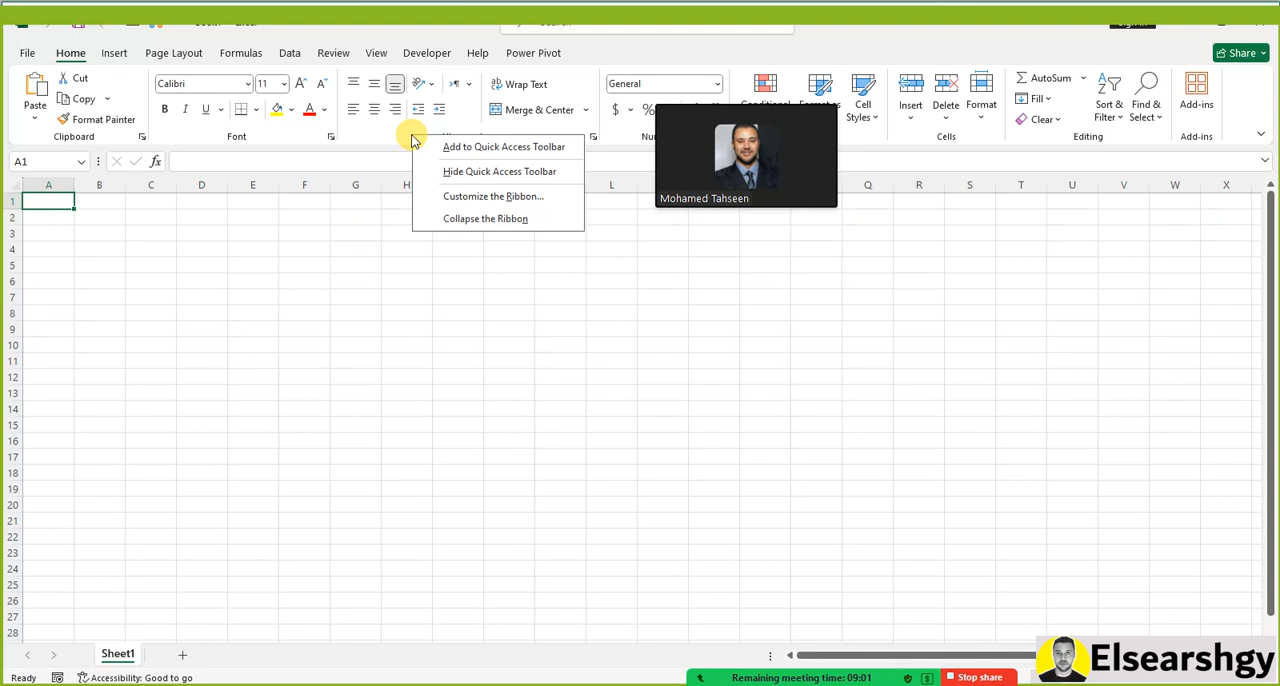 File Home Insert Page Layout Formulas Data Review View Developer Help Power Pivot Share
Paste Cut Copy Format Painter Clipboard
Calibri 11 B I U A Font
Wrap Text Merge & Center
General $ %
Cell Styles
Insert Delete Format Cells
AutoSum Fill Clear Sort & Filter Find & Select Editing
Add-ins Add-ins
Add to Quick Access Toolbar
Hide Quick Access Toolbar
Customize the Ribbon...
Collapse the Ribbon
Mohamed Tahseen
A1 fx
A B C D E F G H L Q R S T U V W X
1
2
3
4
5
6
7
8
9
10
11
12
13
14
15
16
17
18
19
20
21
22
23
24
25
26
27
28
Sheet1
Elsearshgy
Ready Accessibility: Good to go
Remaining meeting time: 09:01 Stop share